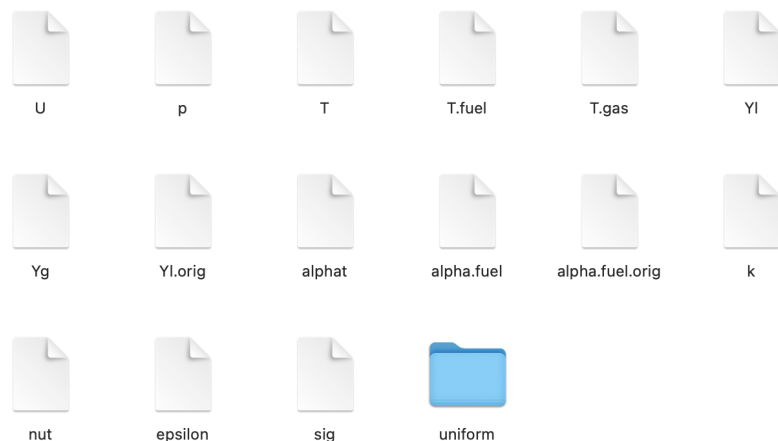 U p T T.fuel T.gas Yl
Yg Yl.orig alphat alpha.fuel alpha.fuel.orig k
nut epsilon sig uniform